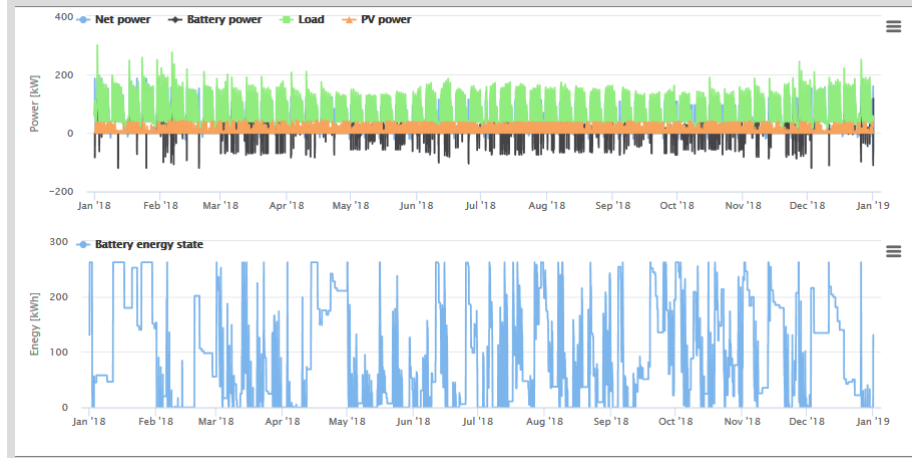 400
Net power Battery power Load PV power
200
0
−200
Power [kW]
Jan '18 Feb '18 Mar '18 Apr '18 May '18 Jun '18 Jul '18 Aug '18 Sep '18 Oct '18 Nov '18 Dec '18 Jan '19
300
Battery energy state
200
100
0
Energy [kWh]
Jan '18 Feb '18 Mar '18 Apr '18 May '18 Jun '18 Jul '18 Aug '18 Sep '18 Oct '18 Nov '18 Dec '18 Jan '19